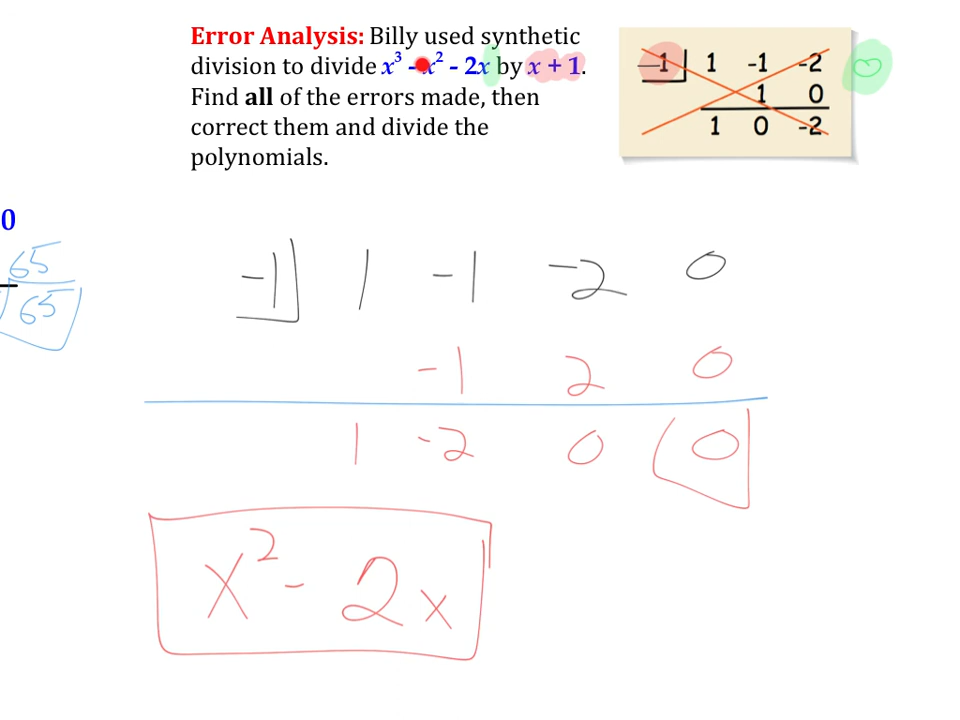 Error Analysis: Billy used synthetic
division to divide x³ - x² - 2x by x + 1.
Find all of the errors made, then
correct them and divide the
polynomials.
-1 1 -1 -2 0
1 0
1 0 -2
0
65
65
-1 1 -1 -2 0
-1 2 0
1 -2 0 0
x² - 2x